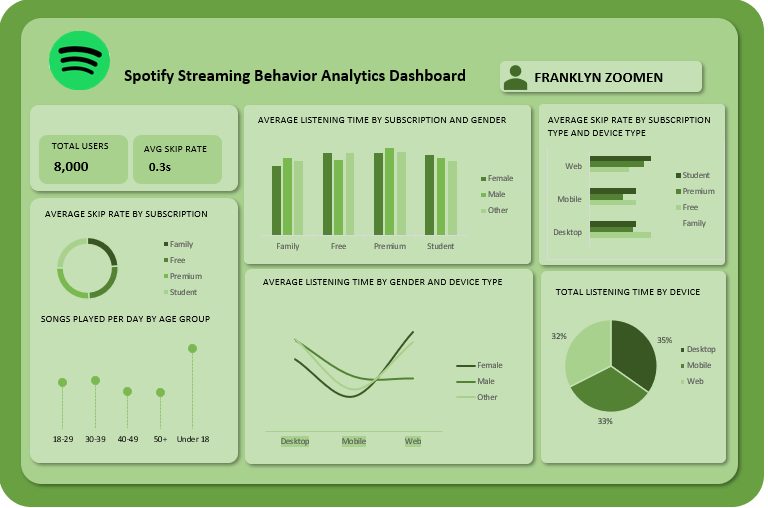 Spotify Streaming Behavior Analytics Dashboard
FRANKLYN ZOOMEN
TOTAL USERS
8,000
AVG SKIP RATE
0.3s
AVERAGE LISTENING TIME BY SUBSCRIPTION AND GENDER
Female
Male
Other
Family
Free
Premium
Student
AVERAGE SKIP RATE BY SUBSCRIPTION
TYPE AND DEVICE TYPE
Web
Mobile
Desktop
Student
Premium
Free
Family
AVERAGE SKIP RATE BY SUBSCRIPTION
Family
Free
Premium
Student
SONGS PLAYED PER DAY BY AGE GROUP
18-29
30-39
40-49
50+
Under 18
AVERAGE LISTENING TIME BY GENDER AND DEVICE TYPE
Female
Male
Other
Desktop
Mobile
Web
TOTAL LISTENING TIME BY DEVICE
32%
35%
33%
Desktop
Mobile
Web